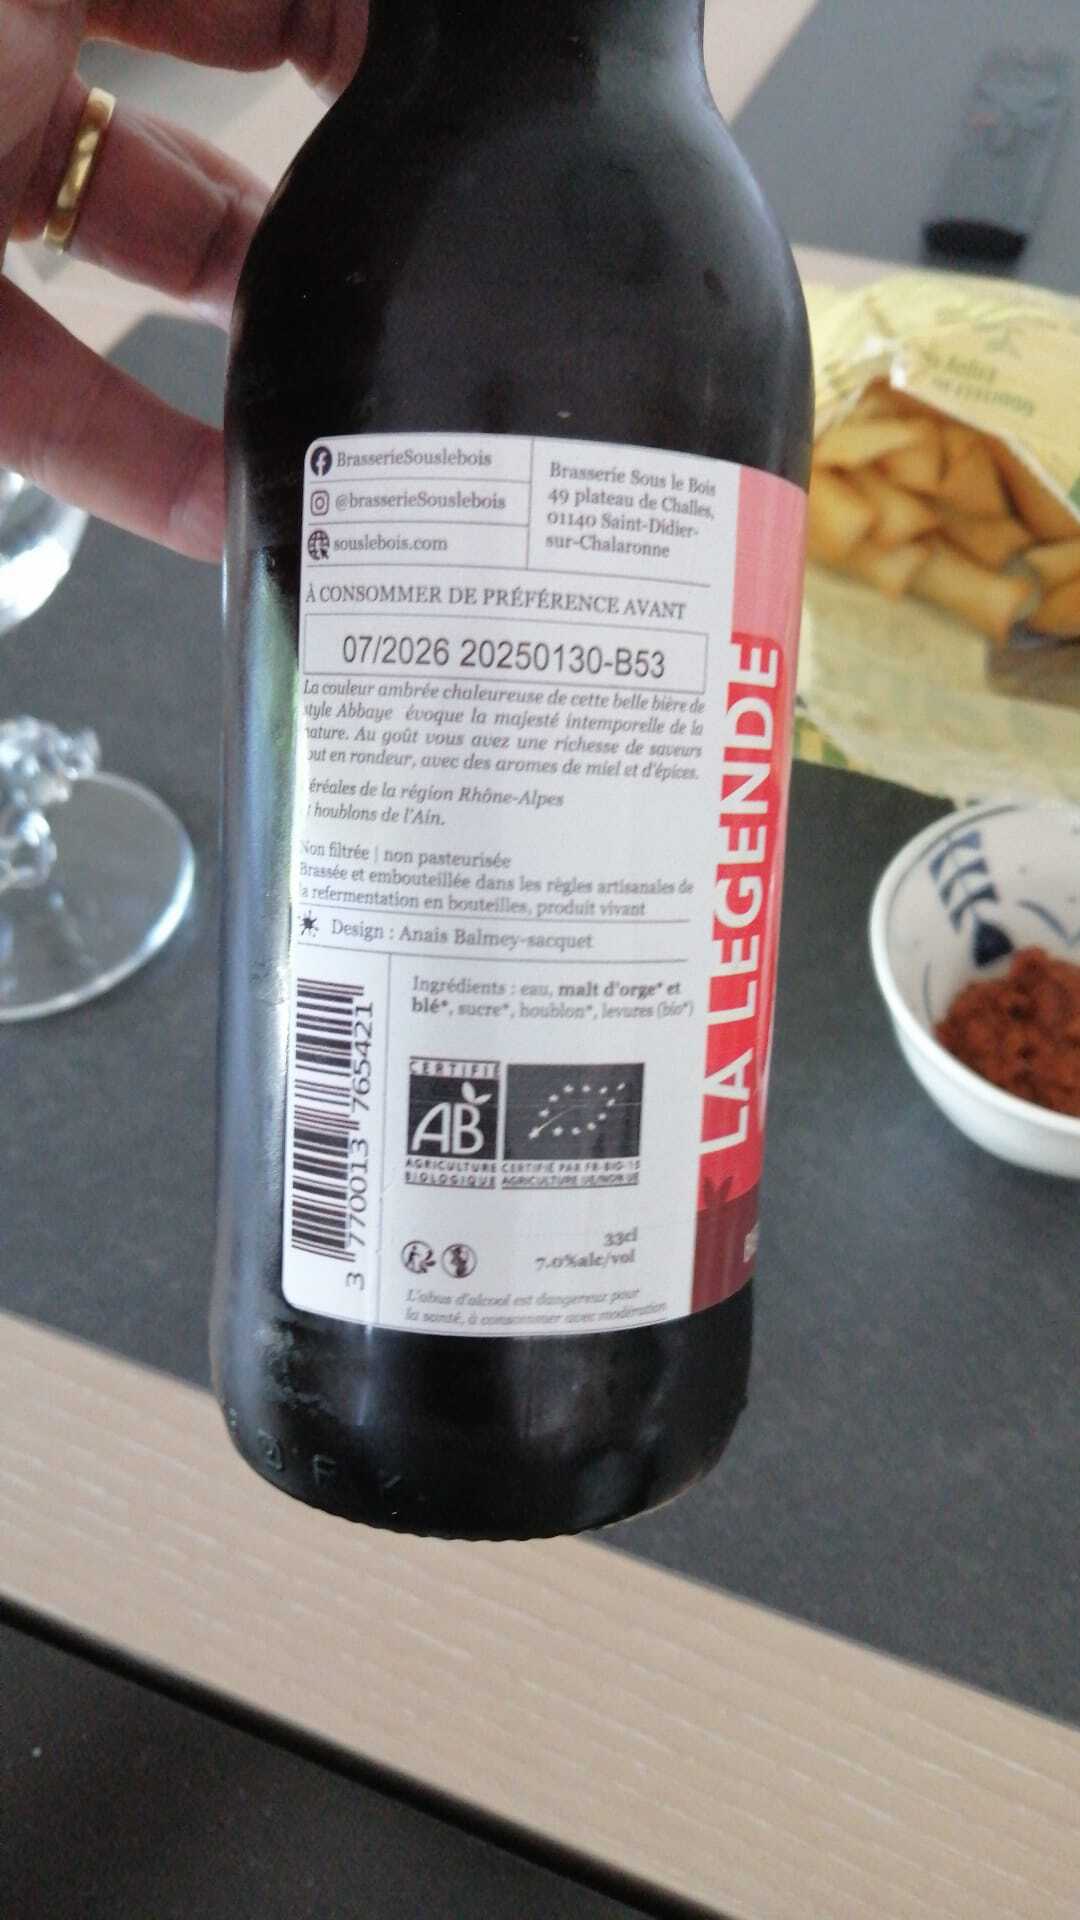 BrasserieSouslebois
@brasserieSouslebois
souslebois.com
Brasserie Sous le Bois
49 plateau de Challes,
01140 Saint-Didier-
sur-Chalaronne
À CONSOMMER DE PRÉFÉRENCE AVANT
07/2026 20250130-B53
La couleur ambrée chaleureuse de cette belle bière de
style Abbaye évoque la majesté intemporelle de la
nature. Au goût vous avez une richesse de saveurs
tout en rondeur, avec des aromes de miel et d'épices.
éréales de la région Rhône-Alpes
houblons de l'Ain.
Non filtrée | non pasteurisée
Brassée et embouteillée dans les règles artisanales de
la refermentation en bouteilles, produit vivant
Design : Anais Balmey-sacquet
Ingrédients : eau, malt d'orge* et
blé*, sucre*, houblon*, levures (bio*)
CERTIFIÉ
AB
AGRICULTURE
BIOLOGIQUE
CERTIFIÉ PAR FR-BIO-15
AGRICULTURE UE/NON UE
3 770013 765421
33cl
7.0%alc/vol
L'abus d'alcool est dangereux pour
la santé, à consommer avec modération
LA LEGENDE